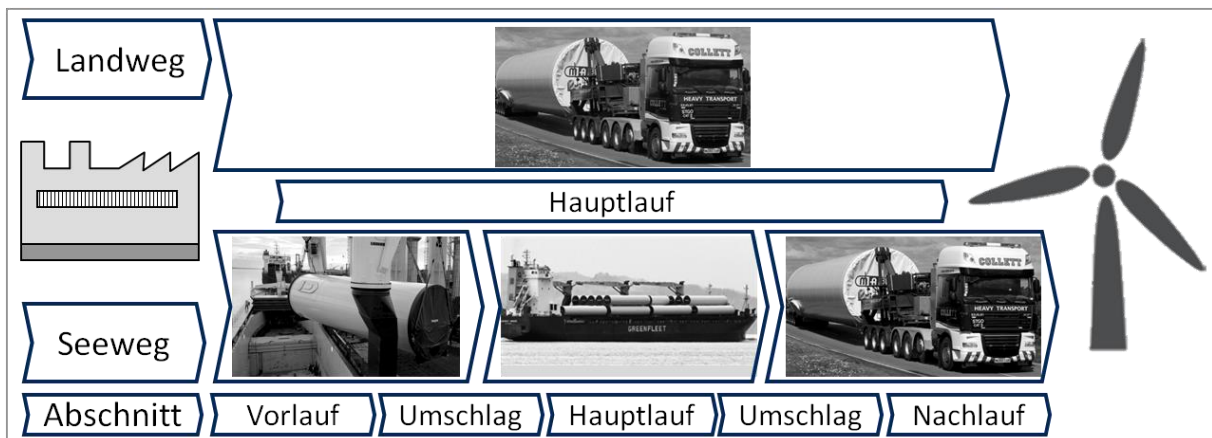 Landweg
COLLETT
HEAVY TRANSPORT
Hauptlauf
GREENFLEET
COLLETT
HEAVY TRANSPORT
Seeweg
Abschnitt
Vorlauf
Umschlag
Hauptlauf
Umschlag
Nachlauf